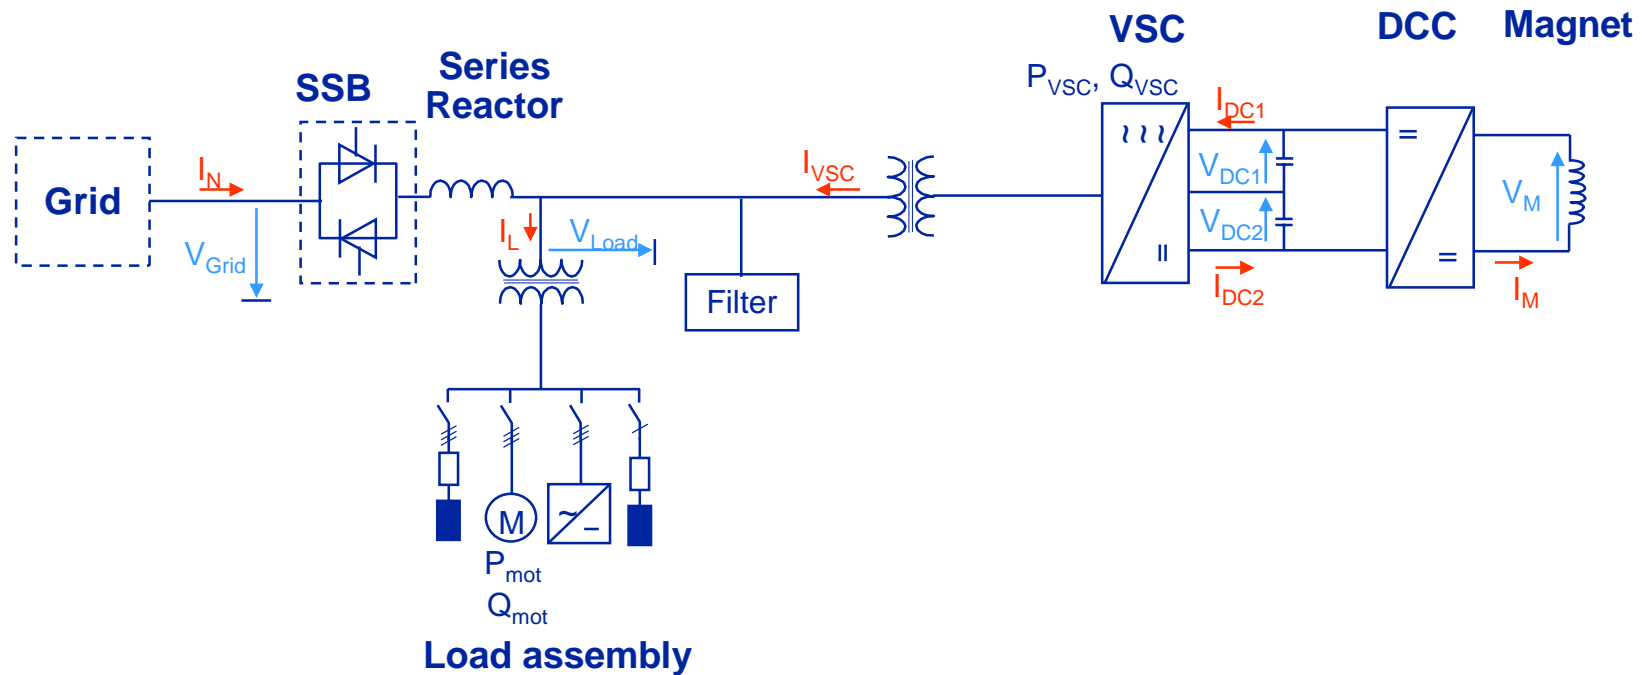 VSC
DCC
Magnet
Series
Reactor
SSB
P_VSC, Q_VSC
I_DC1
I_N
I_VSC
Grid
V_DC1
V_M
V_DC2
I_L
V_Load
V_Grid
I_DC2
I_M
Filter
M
P_mot
Q_mot
Load assembly